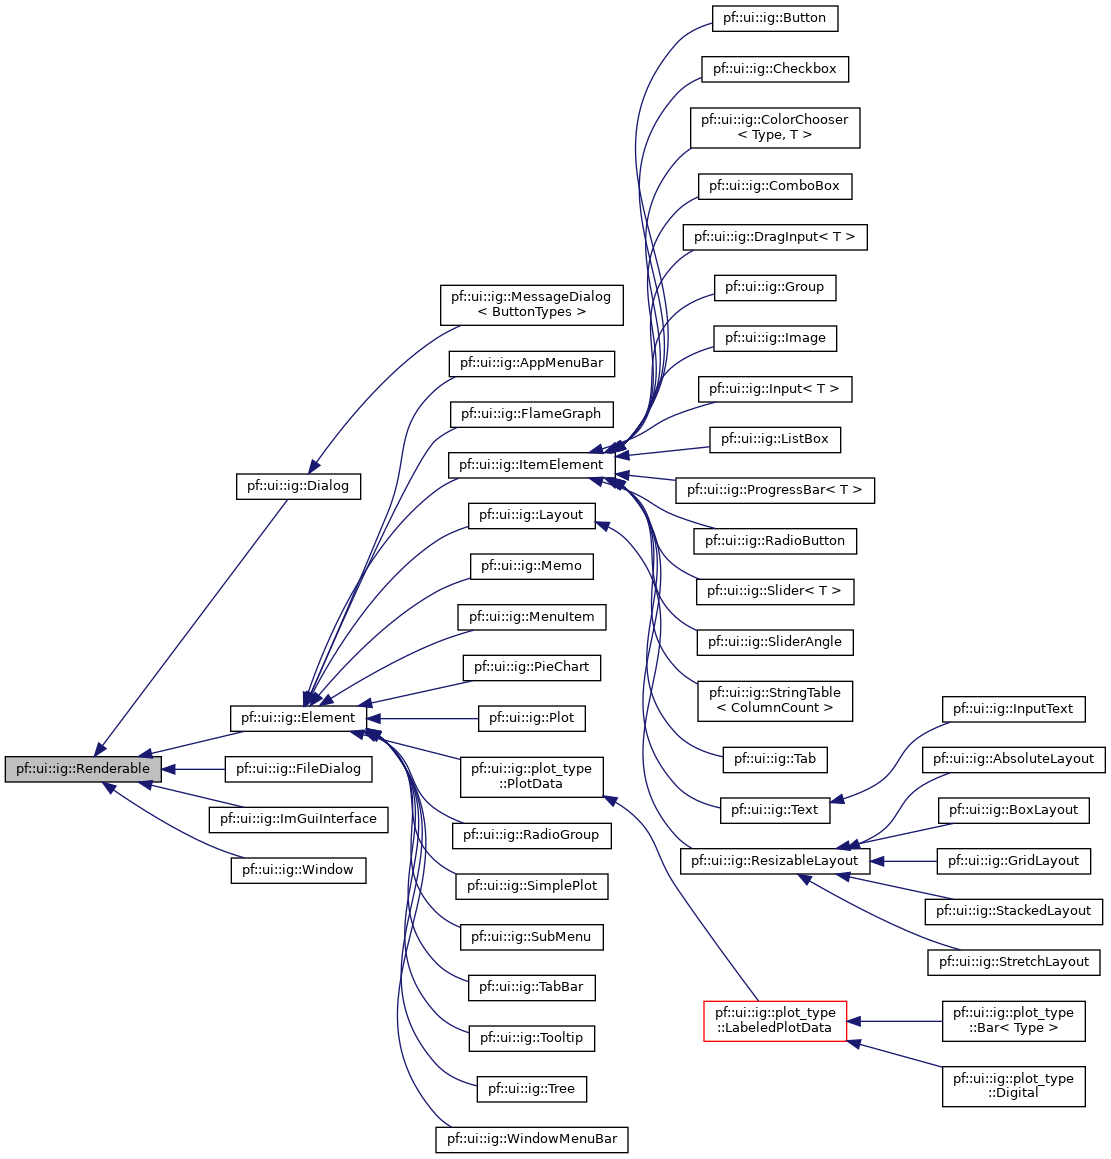 pf::ui::ig::Button
pf::ui::ig::Checkbox
pf::ui::ig::ColorChooser
< Type, T >
pf::ui::ig::ComboBox
pf::ui::ig::DragInput< T >
pf::ui::ig::Group
pf::ui::ig::MessageDialog
< ButtonTypes >
pf::ui::ig::Image
pf::ui::ig::AppMenuBar
pf::ui::ig::Input< T >
pf::ui::ig::FlameGraph
pf::ui::ig::ListBox
pf::ui::ig::ItemElement
pf::ui::ig::Dialog
pf::ui::ig::ProgressBar< T >
pf::ui::ig::Layout
pf::ui::ig::RadioButton
pf::ui::ig::Memo
pf::ui::ig::Slider< T >
pf::ui::ig::MenuItem
pf::ui::ig::SliderAngle
pf::ui::ig::PieChart
pf::ui::ig::StringTable
< ColumnCount >
pf::ui::ig::InputText
pf::ui::ig::Element
pf::ui::ig::Plot
pf::ui::ig::Tab
pf::ui::ig::AbsoluteLayout
pf::ui::ig::Renderable
pf::ui::ig::FileDialog
pf::ui::ig::plot_type
::PlotData
pf::ui::ig::Text
pf::ui::ig::BoxLayout
pf::ui::ig::ImGuiInterface
pf::ui::ig::RadioGroup
pf::ui::ig::ResizableLayout
pf::ui::ig::GridLayout
pf::ui::ig::Window
pf::ui::ig::SimplePlot
pf::ui::ig::StackedLayout
pf::ui::ig::SubMenu
pf::ui::ig::StretchLayout
pf::ui::ig::TabBar
pf::ui::ig::plot_type
::LabeledPlotData
pf::ui::ig::plot_type
::Bar< Type >
pf::ui::ig::Tooltip
pf::ui::ig::Tree
pf::ui::ig::plot_type
::Digital
pf::ui::ig::WindowMenuBar